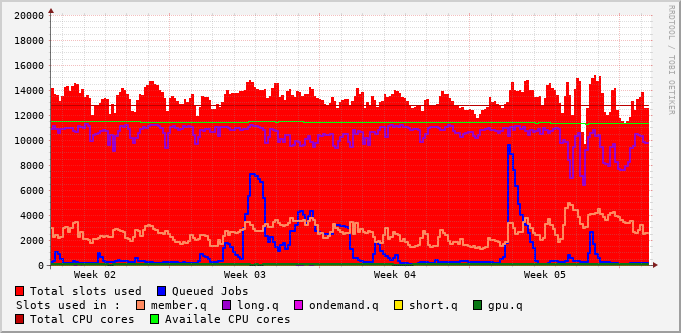 20000
18000
16000
14000
12000
10000
8000
6000
4000
2000
0
Week 02 Week 03 Week 04 Week 05
RRDTOOL / TOBI OETIKER
Total slots used Queued Jobs
Slots used in : member.q long.q ondemand.q short.q gpu.q
Total CPU cores Availale CPU cores